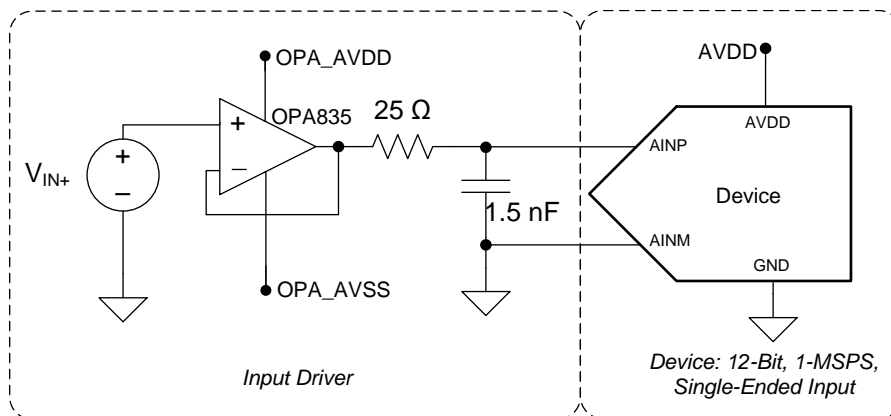 OPA_AVDD
OPA835
+
−
25 Ω
V_IN+
+
−
1.5 nF
OPA_AVSS
Input Driver
AVDD
AVDD
AINP
Device
AINM
GND
Device: 12-Bit, 1-MSPS,
Single-Ended Input